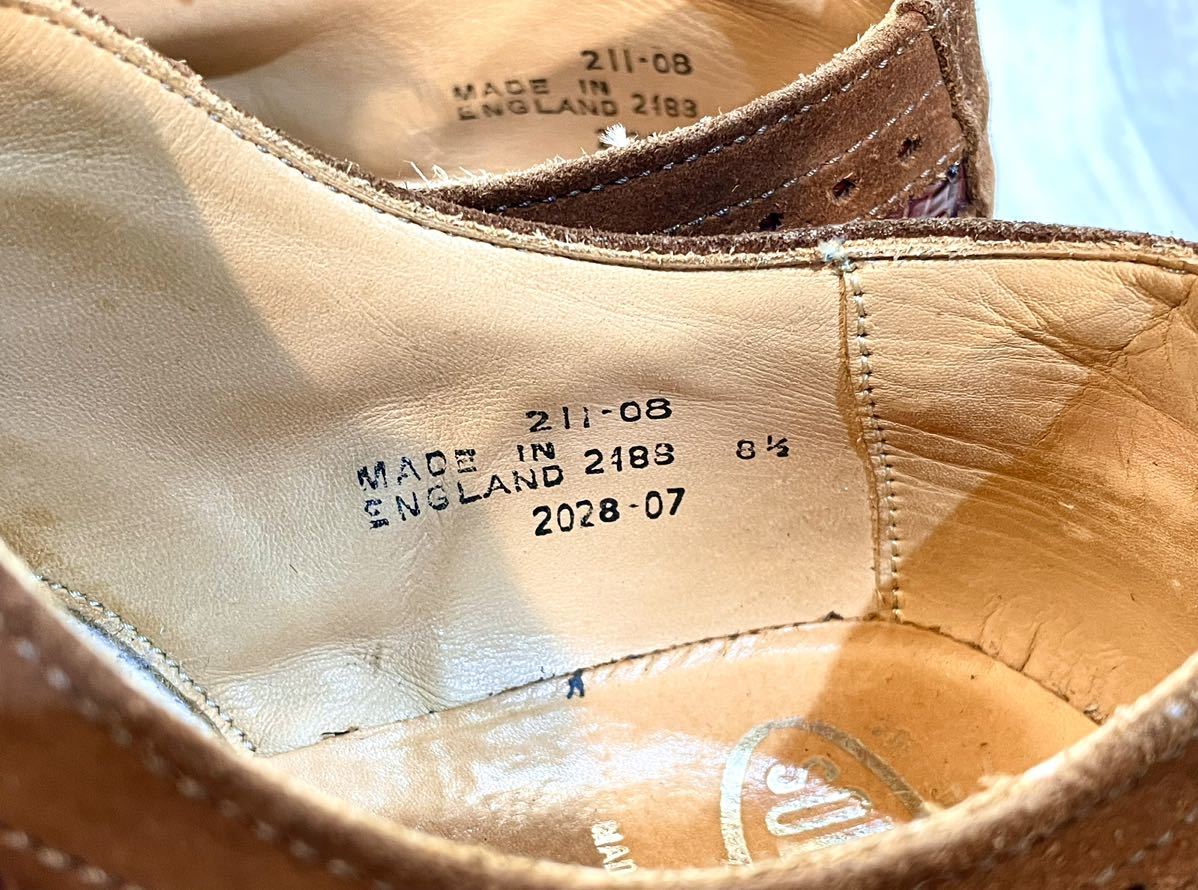 211-08
MADE IN
ENGLAND 2183
211-08
MADE IN
ENGLAND 2183 8½
2028-07